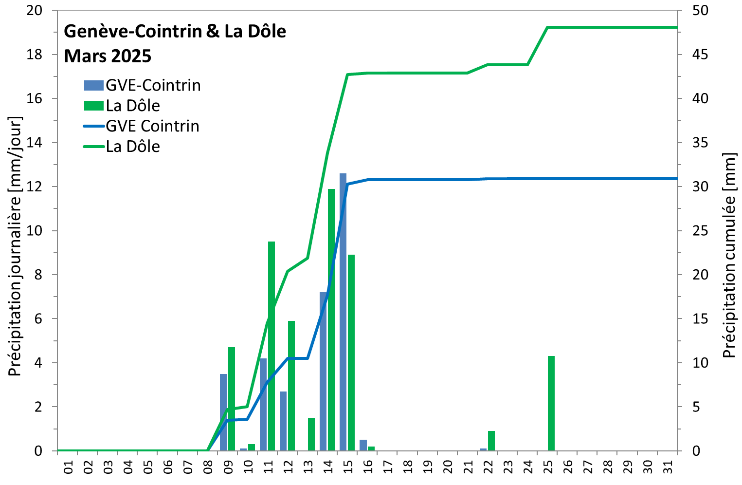 Genève-Cointrin & La Dôle
Mars 2025
GVE-Cointrin
La Dôle
GVE Cointrin
La Dôle
Précipitation journalière [mm/jour]
20
18
16
14
12
10
8
6
4
2
0
Précipitation cumulée [mm]
50
45
40
35
30
25
20
15
10
5
0
01 02 03 04 05 06 07 08 09 10 11 12 13 14 15 16 17 18 19 20 21 22 23 24 25 26 27 28 29 30 31